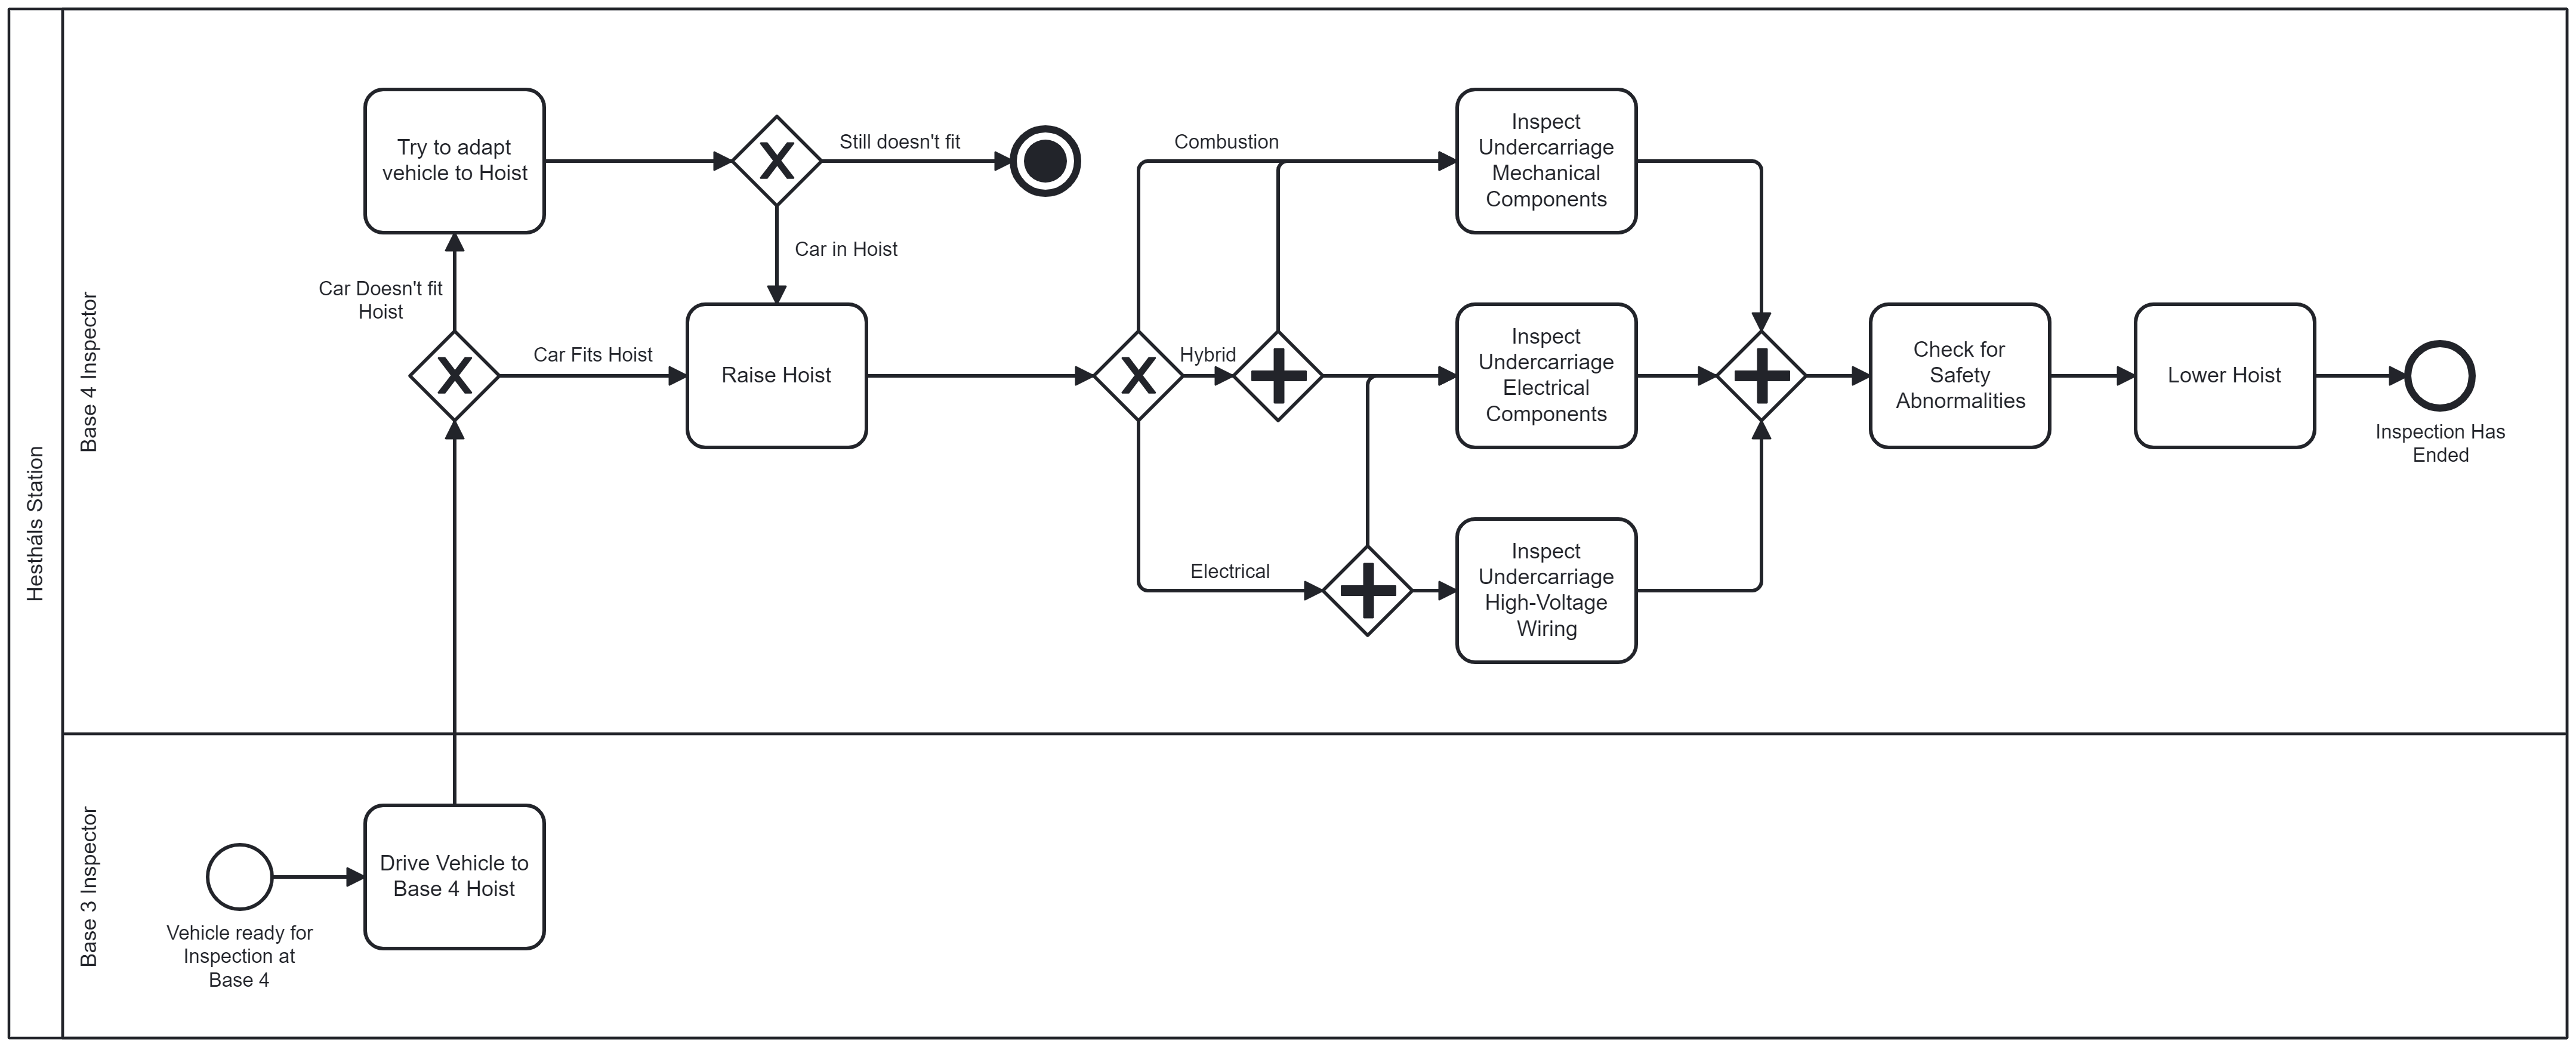 Hestháls Station
Base 4 Inspector
Try to adapt
vehicle to Hoist
Still doesn't fit
Car in Hoist
Car Doesn't fit
Hoist
Car Fits Hoist
Raise Hoist
Combustion
Hybrid
Electrical
Inspect
Undercarriage
Mechanical
Components
Inspect
Undercarriage
Electrical
Components
Inspect
Undercarriage
High-Voltage
Wiring
Check for
Safety
Abnormalities
Lower Hoist
Inspection Has
Ended
Base 3 Inspector
Vehicle ready for
Inspection at
Base 4
Drive Vehicle to
Base 4 Hoist